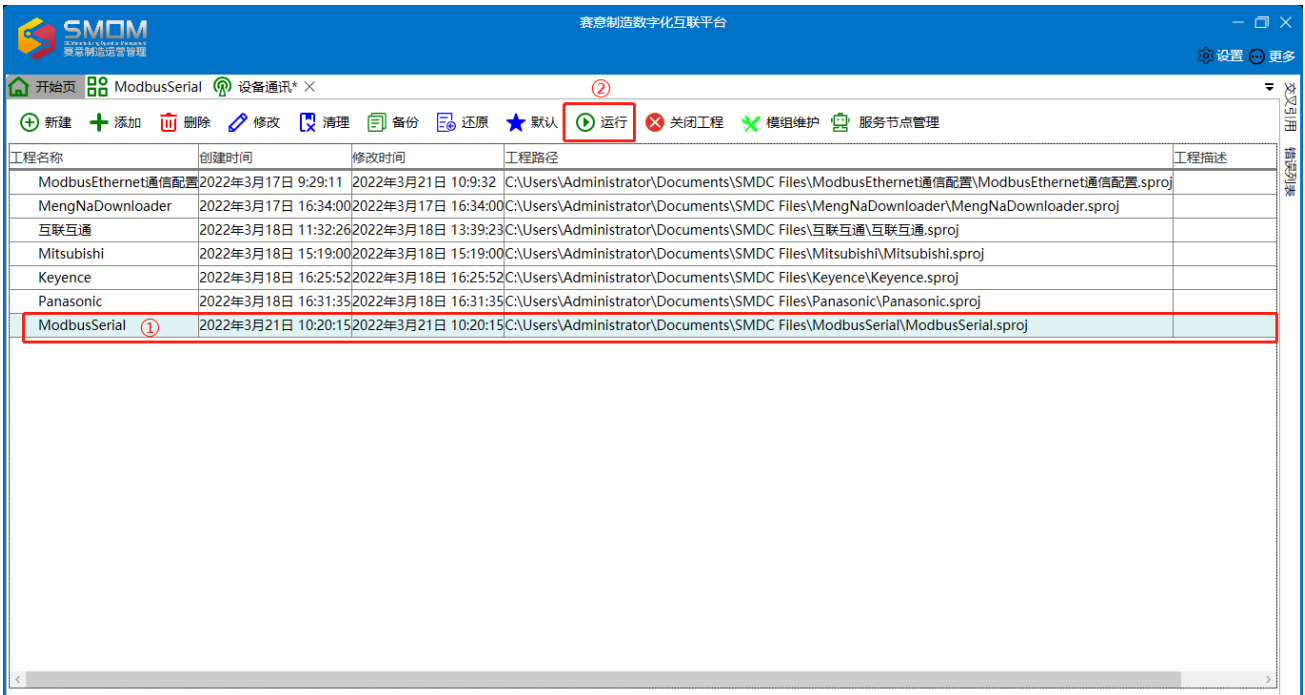 赛意制造数字化互联平台
SMOM
赛意制造运营管理
设置 更多
开始页 ModbusSerial 设备通讯*
②
新建 添加 删除 修改 清理 备份 还原 默认 运行 关闭工程 模组维护 服务节点管理
交叉引用
错误列表
工程名称 创建时间 修改时间 工程路径 工程描述
ModbusEthernet通信配置 2022年3月17日 9:29:11 2022年3月21日 10:9:32 C:\Users\Administrator\Documents\SMDC Files\ModbusEthernet通信配置\ModbusEthernet通信配置.sproj
MengNaDownloader 2022年3月17日 16:34:00 2022年3月17日 16:34:00 C:\Users\Administrator\Documents\SMDC Files\MengNaDownloader\MengNaDownloader.sproj
互联互通 2022年3月18日 11:32:26 2022年3月18日 13:39:23 C:\Users\Administrator\Documents\SMDC Files\互联互通\互联互通.sproj
Mitsubishi 2022年3月18日 15:19:00 2022年3月18日 15:19:00 C:\Users\Administrator\Documents\SMDC Files\Mitsubishi\Mitsubishi.sproj
Keyence 2022年3月18日 16:25:52 2022年3月18日 16:25:52 C:\Users\Administrator\Documents\SMDC Files\Keyence\Keyence.sproj
Panasonic 2022年3月18日 16:31:35 2022年3月18日 16:31:35 C:\Users\Administrator\Documents\SMDC Files\Panasonic\Panasonic.sproj
ModbusSerial ① 2022年3月21日 10:20:15 2022年3月21日 10:20:15 C:\Users\Administrator\Documents\SMDC Files\ModbusSerial\ModbusSerial.sproj